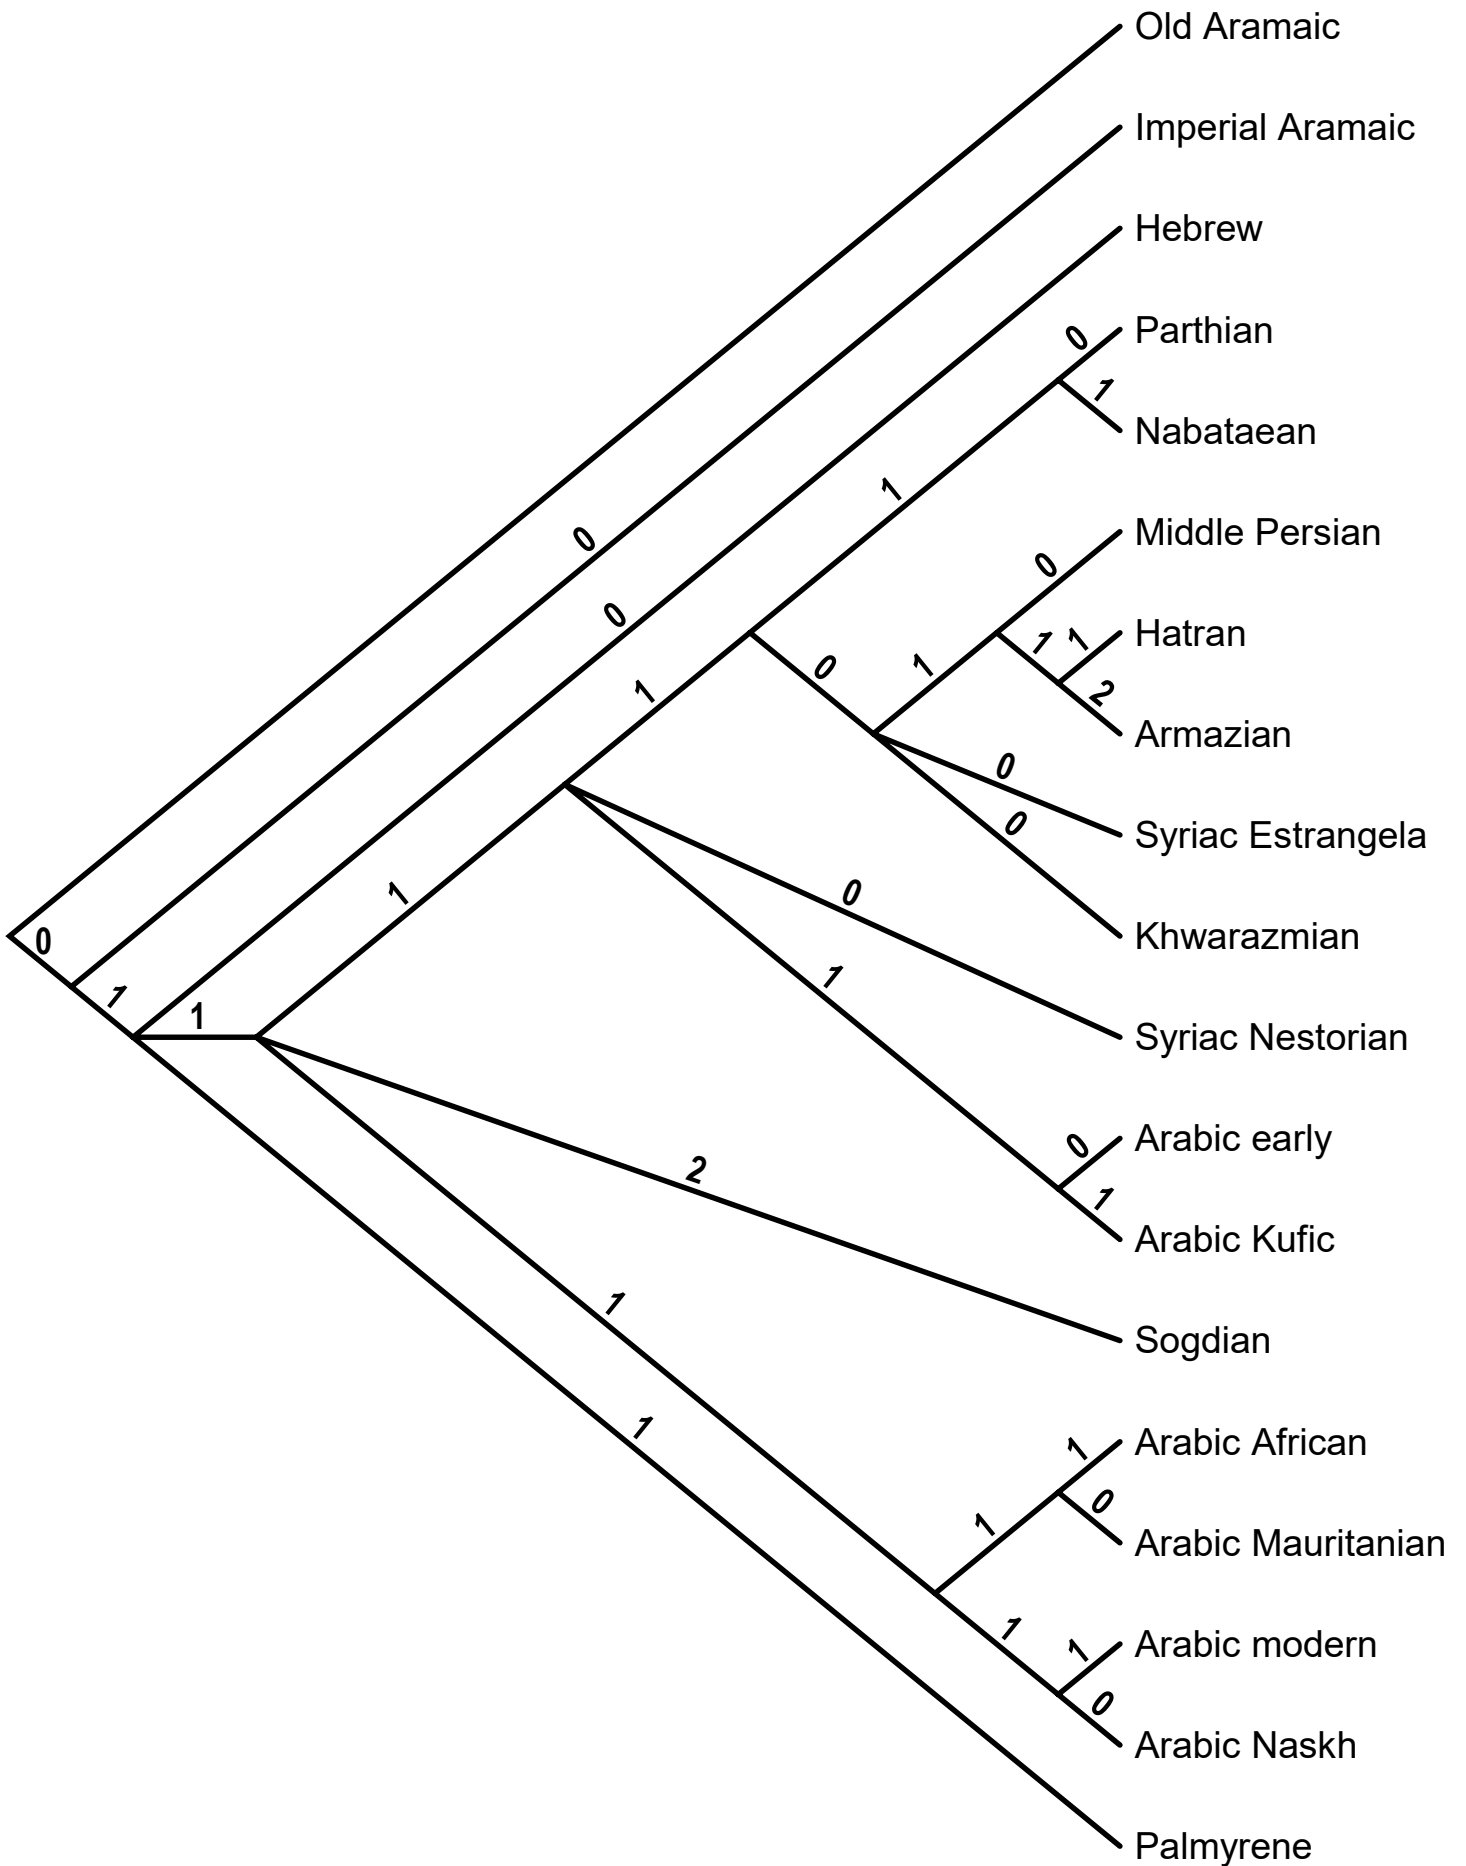 Old Aramaic
Imperial Aramaic
Hebrew
0 Parthian
1
Nabataean
1
Middle Persian
0
0
0
1 1 Hatran
1
0
1
2
Armazian
0
0
Syriac Estrangela
1
0
Khwarazmian
0
1
1
1
Syriac Nestorian
0 Arabic early
2
1
Arabic Kufic
1
Sogdian
1
1 Arabic African
0
1
Arabic Mauritanian
1
1 Arabic modern
0
Arabic Naskh
Palmyrene